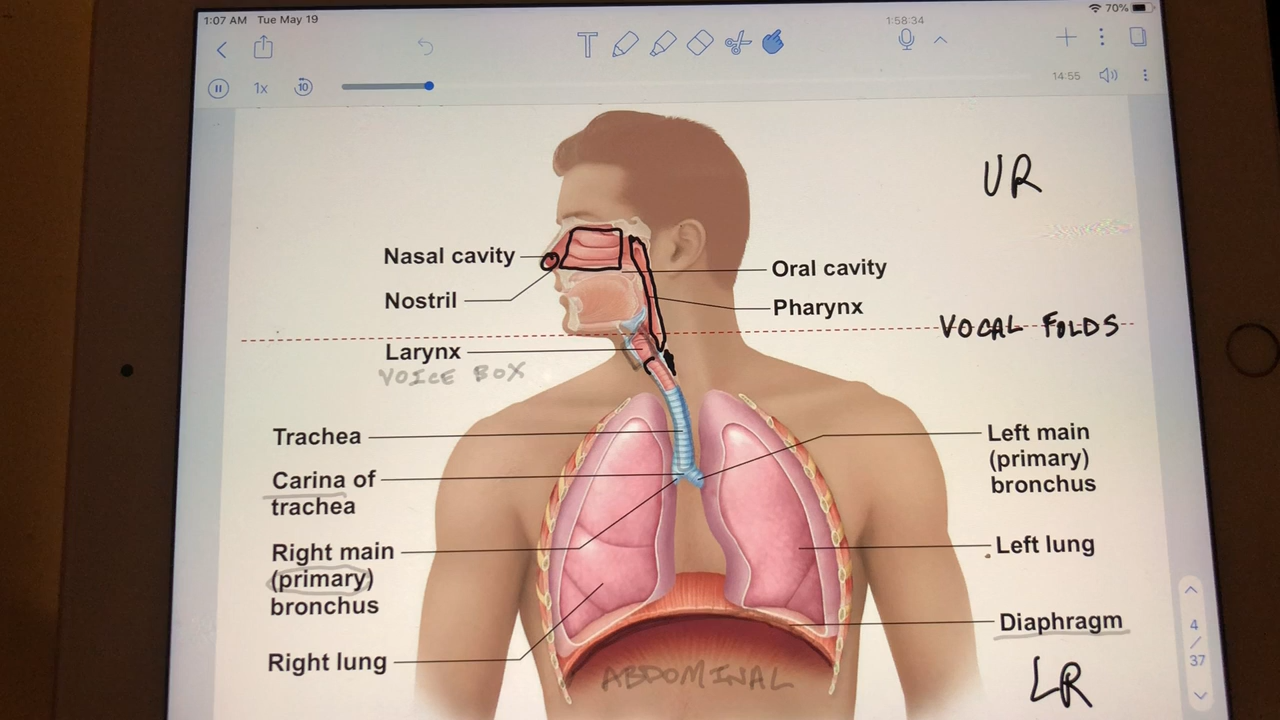 1:07 AM Tue May 19
70%
1:58:34
T
1x
10
14:55
UR
Nasal cavity
Oral cavity
Nostril
Pharynx
VOCAL FOLDS
Larynx
VOICE BOX
Trachea
Left main
(primary)
bronchus
Carina of
trachea
Right main
(primary)
bronchus
Left lung
Diaphragm
Right lung
ABDOMINAL
LR
4
/
37